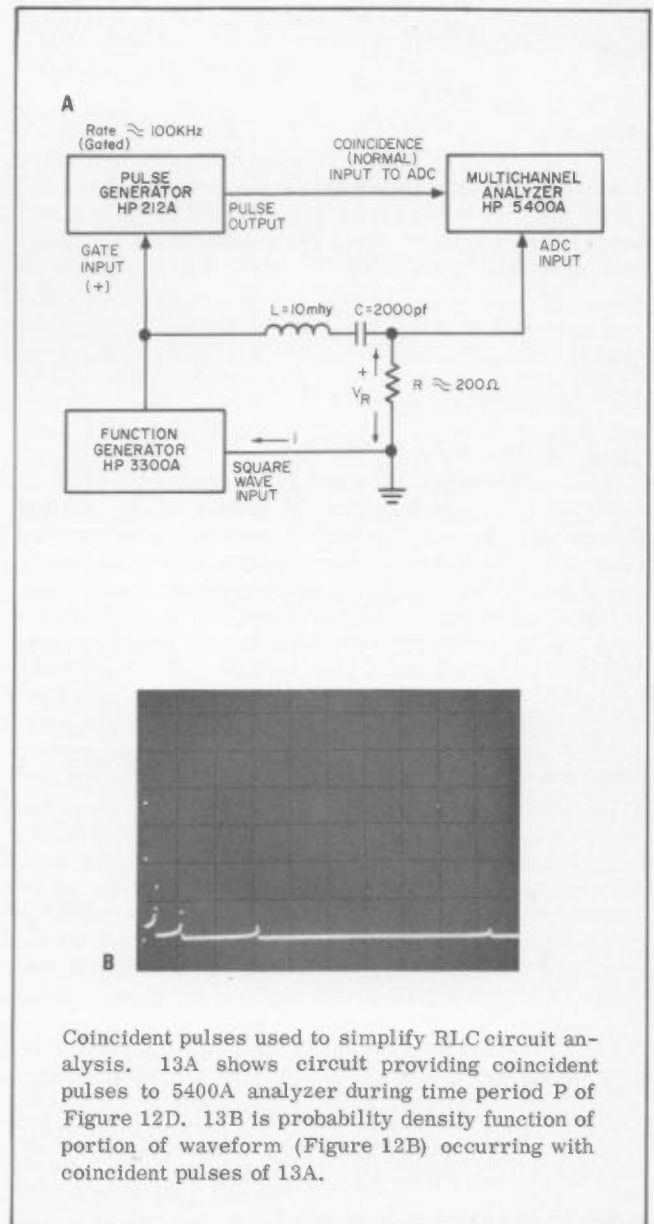 A
Rate ≈ 100KHz
(Gated)
PULSE
GENERATOR
HP 212A
PULSE
OUTPUT
COINCIDENCE
(NORMAL)
INPUT TO ADC
MULTICHANNEL
ANALYZER
HP 5400A
GATE
INPUT
(+)
ADC
INPUT
L=10mhy
C=2000pf
+
V_R
R ≈ 200Ω
FUNCTION
GENERATOR
HP 3300A
I
SQUARE
WAVE
INPUT
B
Coincident pulses used to simplify RLC circuit an-
alysis. 13A shows circuit providing coincident
pulses to 5400A analyzer during time period P of
Figure 12D. 13B is probability density function of
portion of waveform (Figure 12B) occurring with
coincident pulses of 13A.